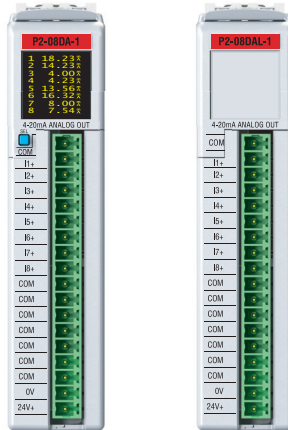 P2-08DA-1
1 18.23
2 14.23
3 4.00
4 4.23
5 13.56
6 16.32
7 8.00
8 7.54
4-20mA ANALOG OUT
SEL
COM
I1+
I2+
I3+
I4+
I5+
I6+
I7+
I8+
COM
COM
COM
COM
COM
COM
COM
0V
24V+
P2-08DAL-1
4-20mA ANALOG OUT
COM
I1+
I2+
I3+
I4+
I5+
I6+
I7+
I8+
COM
COM
COM
COM
COM
COM
COM
0V
24V+